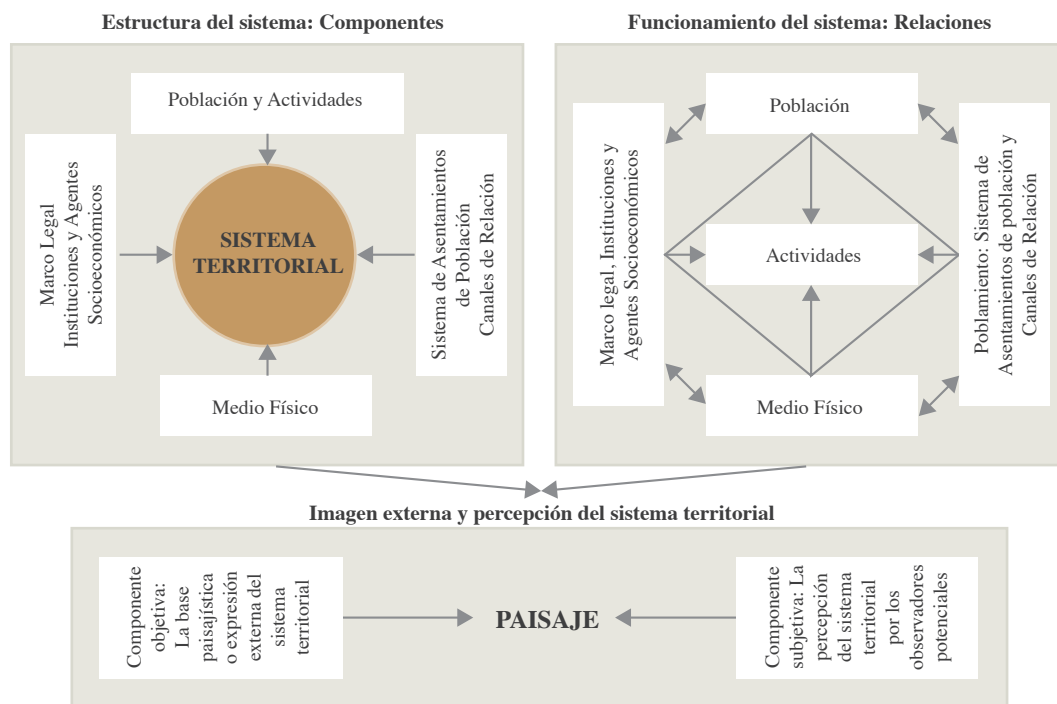 Estructura del sistema: Componentes
Población y Actividades
Marco Legal
Instituciones y Agentes
Socioeconómicos
SISTEMA
TERRITORIAL
Sistema de Asentamientos
de Población
Canales de Relación
Medio Físico
Funcionamiento del sistema: Relaciones
Población
Marco legal, Instituciones y
Agentes Socioeconómicos
Actividades
Poblamiento: Sistema de
Asentamientos de población y
Canales de Relación
Medio Físico
Imagen externa y percepción del sistema territorial
Componente
objetiva:
La base
paisajística
o expresión
externa del
sistema
territorial
PAISAJE
Componente
subjetiva: La
percepción
del sistema
territorial
por los
observadores
potenciales